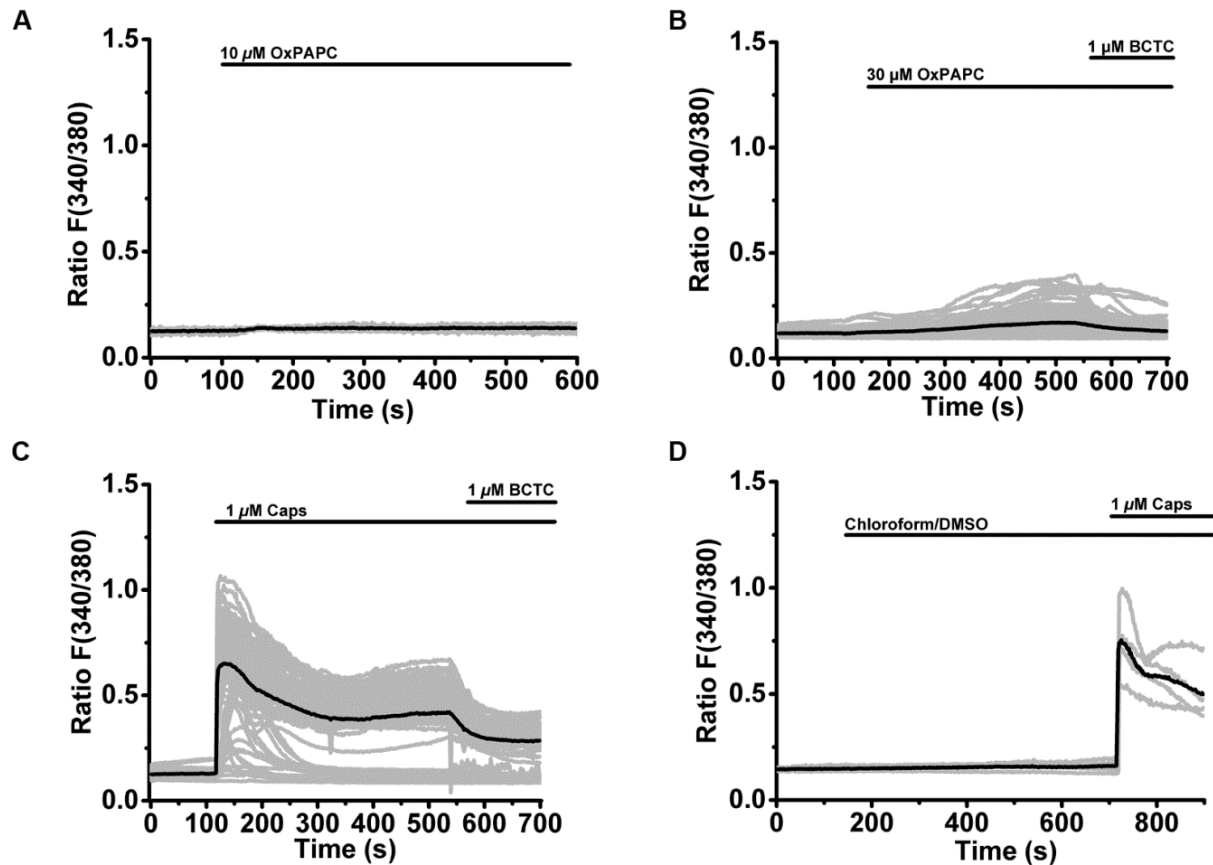 A
10 µM OxPAPC
Ratio F(340/380)
1.5
1.0
0.5
0.0
0 100 200 300 400 500 600
Time (s)
B
1 µM BCTC
30 µM OxPAPC
Ratio F(340/380)
1.5
1.0
0.5
0.0
0 100 200 300 400 500 600 700
Time (s)
C
1 µM BCTC
1 µM Caps
Ratio F(340/380)
1.5
1.0
0.5
0.0
0 100 200 300 400 500 600 700
Time (s)
D
1 µM Caps
Chloroform/DMSO
Ratio F(340/380)
1.5
1.0
0.5
0.0
0 200 400 600 800
Time (s)